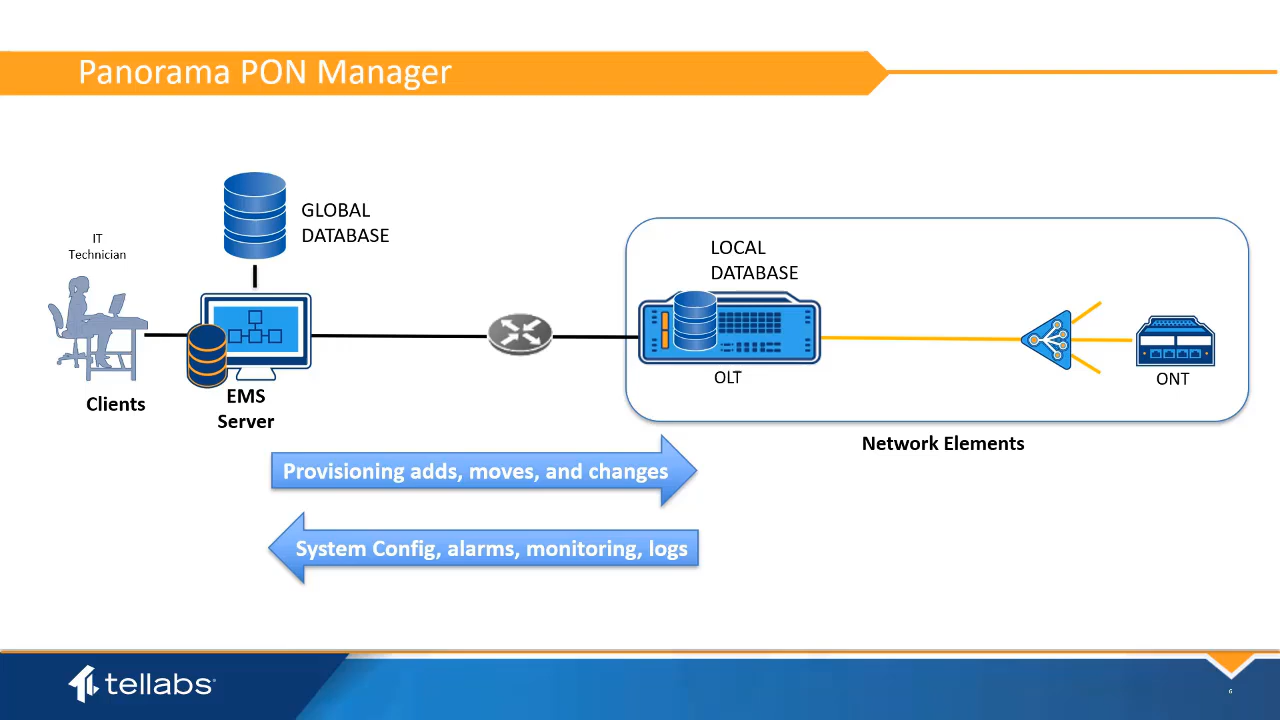 Panorama PON Manager
GLOBAL
DATABASE
IT
Technician
LOCAL
DATABASE
OLT
ONT
Clients
EMS
Server
Network Elements
Provisioning adds, moves, and changes
System Config, alarms, monitoring, logs
tellabs
6